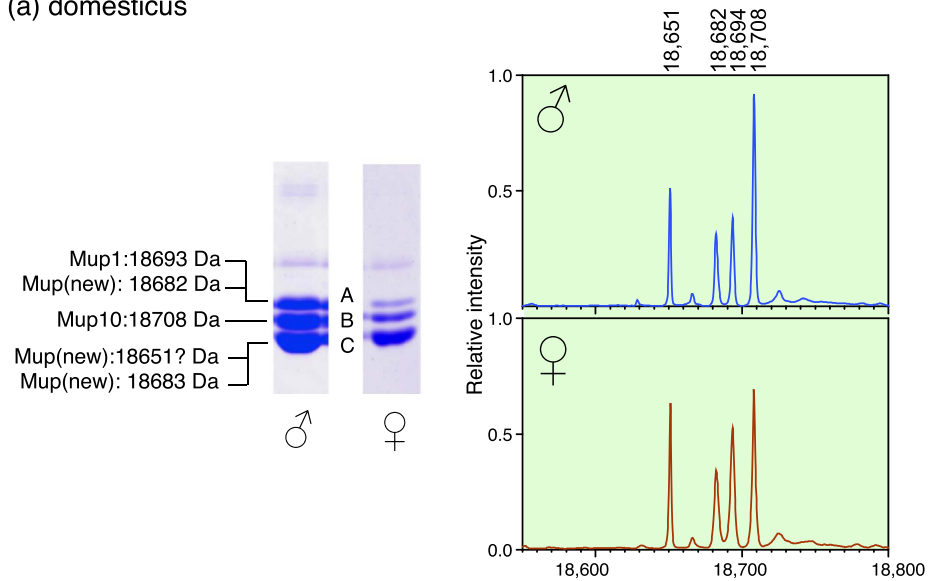 (a) domesticus
18,651
18,682
18,694
18,708
Mup1:18693 Da
Mup(new): 18682 Da
Mup10:18708 Da
Mup(new):18651? Da
Mup(new): 18683 Da
A
B
C
♂
♀
Relative intensity
1.0
♂
0.5
1.0
♀
0.5
0.0
18,600
18,700
18,800